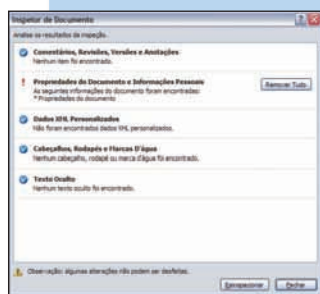 Inspetor de Documento
Analise os resultados da inspeção.
Comentários, Revisões, Versões e Anotações
Nenhum item foi encontrado.
Propriedades do Documento e Informações Pessoais
Remover Tudo
As seguintes informações do documento foram encontradas:
* Propriedades do documento
Dados XML Personalizados
Não foram encontrados dados XML personalizados.
Cabeçalhos, Rodapés e Marcas D'água
Nenhum cabeçalho, rodapé ou marca d'água foi encontrado.
Texto Oculto
Nenhum texto oculto foi encontrado.
Observação: algumas alterações não podem ser desfeitas.
Reinspecionar
Fechar